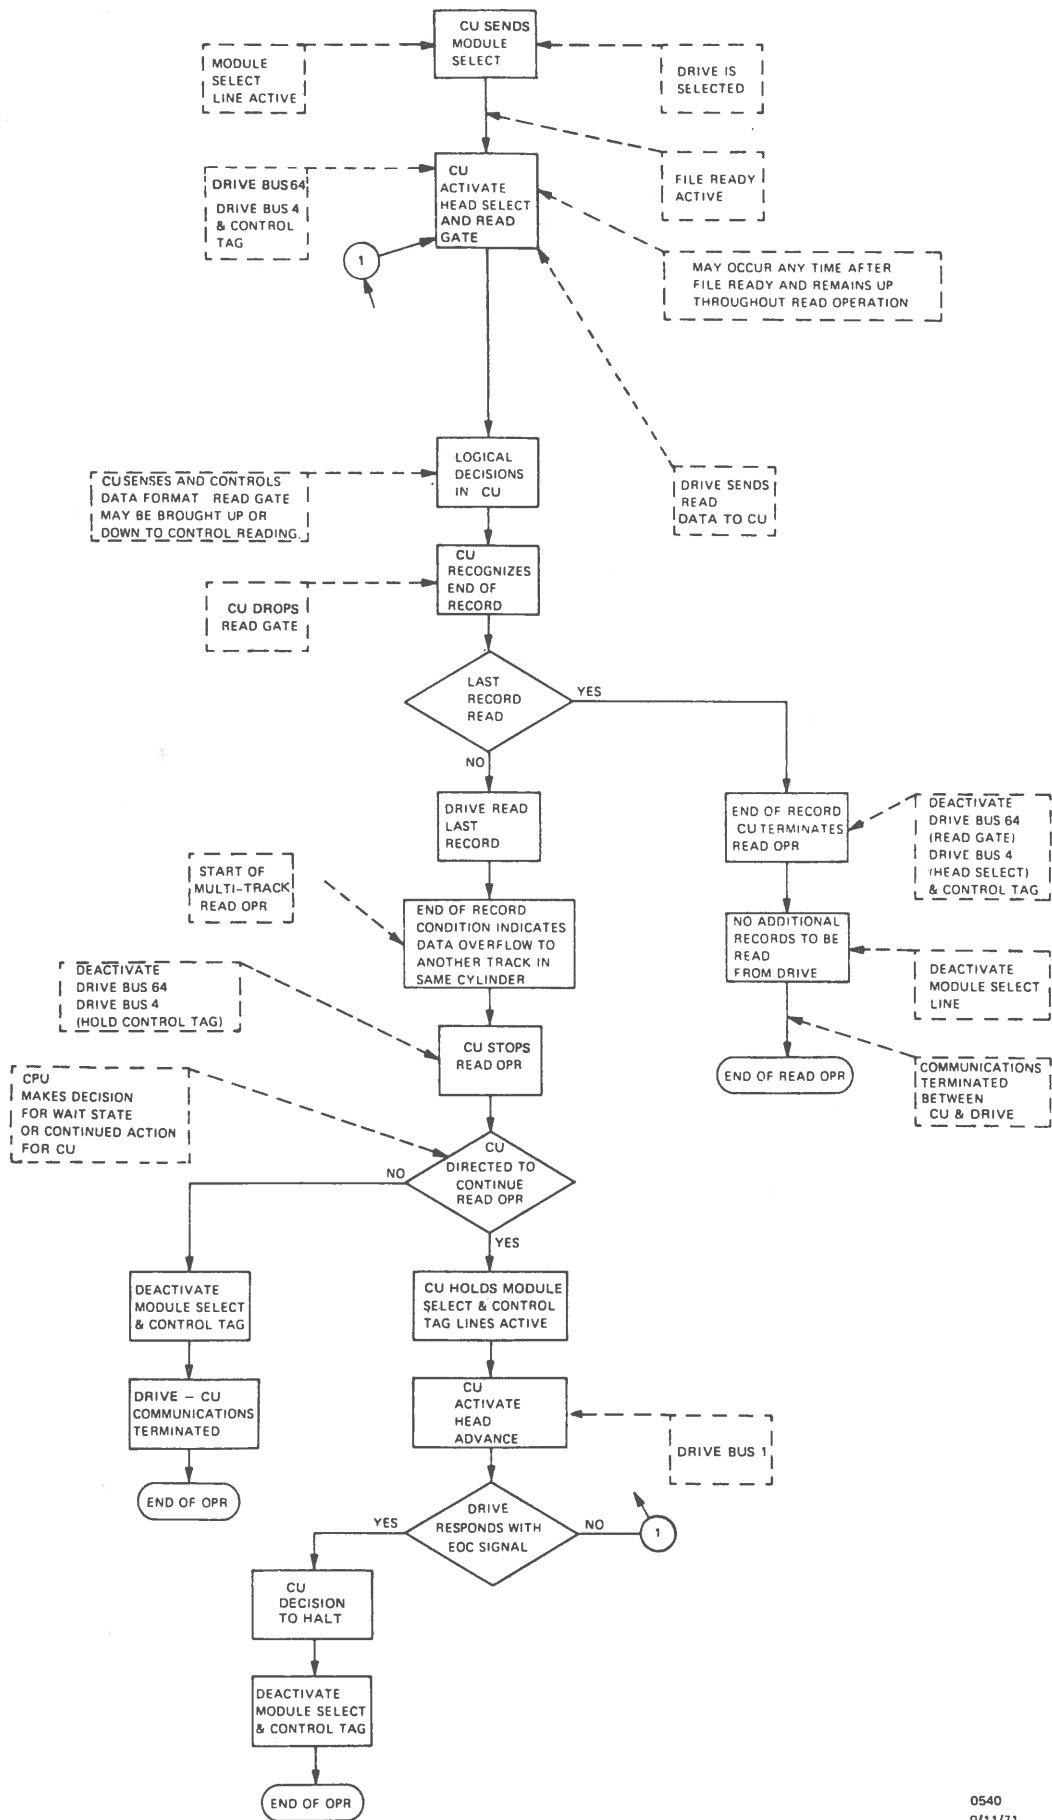 CU SENDS
MODULE
SELECT
MODULE
SELECT
LINE ACTIVE
DRIVE IS
SELECTED
DRIVE BUS 64
DRIVE BUS 4
& CONTROL
TAG
CU
ACTIVATE
HEAD SELECT
AND READ
GATE
FILE READY
ACTIVE
1
MAY OCCUR ANY TIME AFTER
FILE READY AND REMAINS UP
THROUGHOUT READ OPERATION
LOGICAL
DECISIONS
IN CU
CU SENSES AND CONTROLS
DATA FORMAT READ GATE
MAY BE BROUGHT UP OR
DOWN TO CONTROL READING.
DRIVE SENDS
READ
DATA TO CU
CU
RECOGNIZES
END OF
RECORD
CU DROPS
READ GATE
LAST
RECORD
READ
YES
NO
DRIVE READ
LAST
RECORD
END OF RECORD
CU TERMINATES
READ OPR
DEACTIVATE
DRIVE BUS 64
(READ GATE)
DRIVE BUS 4
(HEAD SELECT)
& CONTROL TAG
START OF
MULTI-TRACK
READ OPR
END OF RECORD
CONDITION INDICATES
DATA OVERFLOW TO
ANOTHER TRACK IN
SAME CYLINDER
NO ADDITIONAL
RECORDS TO BE
READ
FROM DRIVE
DEACTIVATE
MODULE SELECT
LINE
DEACTIVATE
DRIVE BUS 64
DRIVE BUS 4
(HOLD CONTROL TAG)
CU STOPS
READ OPR
END OF READ OPR
COMMUNICATIONS
TERMINATED
BETWEEN
CU & DRIVE
CPU
MAKES DECISION
FOR WAIT STATE
OR CONTINUED ACTION
FOR CU
CU
DIRECTED TO
CONTINUE
READ OPR
NO
YES
DEACTIVATE
MODULE SELECT
& CONTROL TAG
CU HOLDS MODULE
SELECT & CONTROL
TAG LINES ACTIVE
DRIVE – CU
COMMUNICATIONS
TERMINATED
CU
ACTIVATE
HEAD
ADVANCE
DRIVE BUS 1
END OF OPR
DRIVE
RESPONDS WITH
EOC SIGNAL
YES
NO
1
CU
DECISION
TO HALT
DEACTIVATE
MODULE SELECT
& CONTROL TAG
END OF OPR
0540
9/11/71